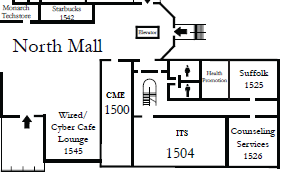 Monarch
Techstore
Starbucks
1542
Elevator
North Mall
CME
1500
Health
Promotion
Suffolk
1525
Wired/
Cyber Cafe
Lounge
1545
ITS
1504
Counseling
Services
1526